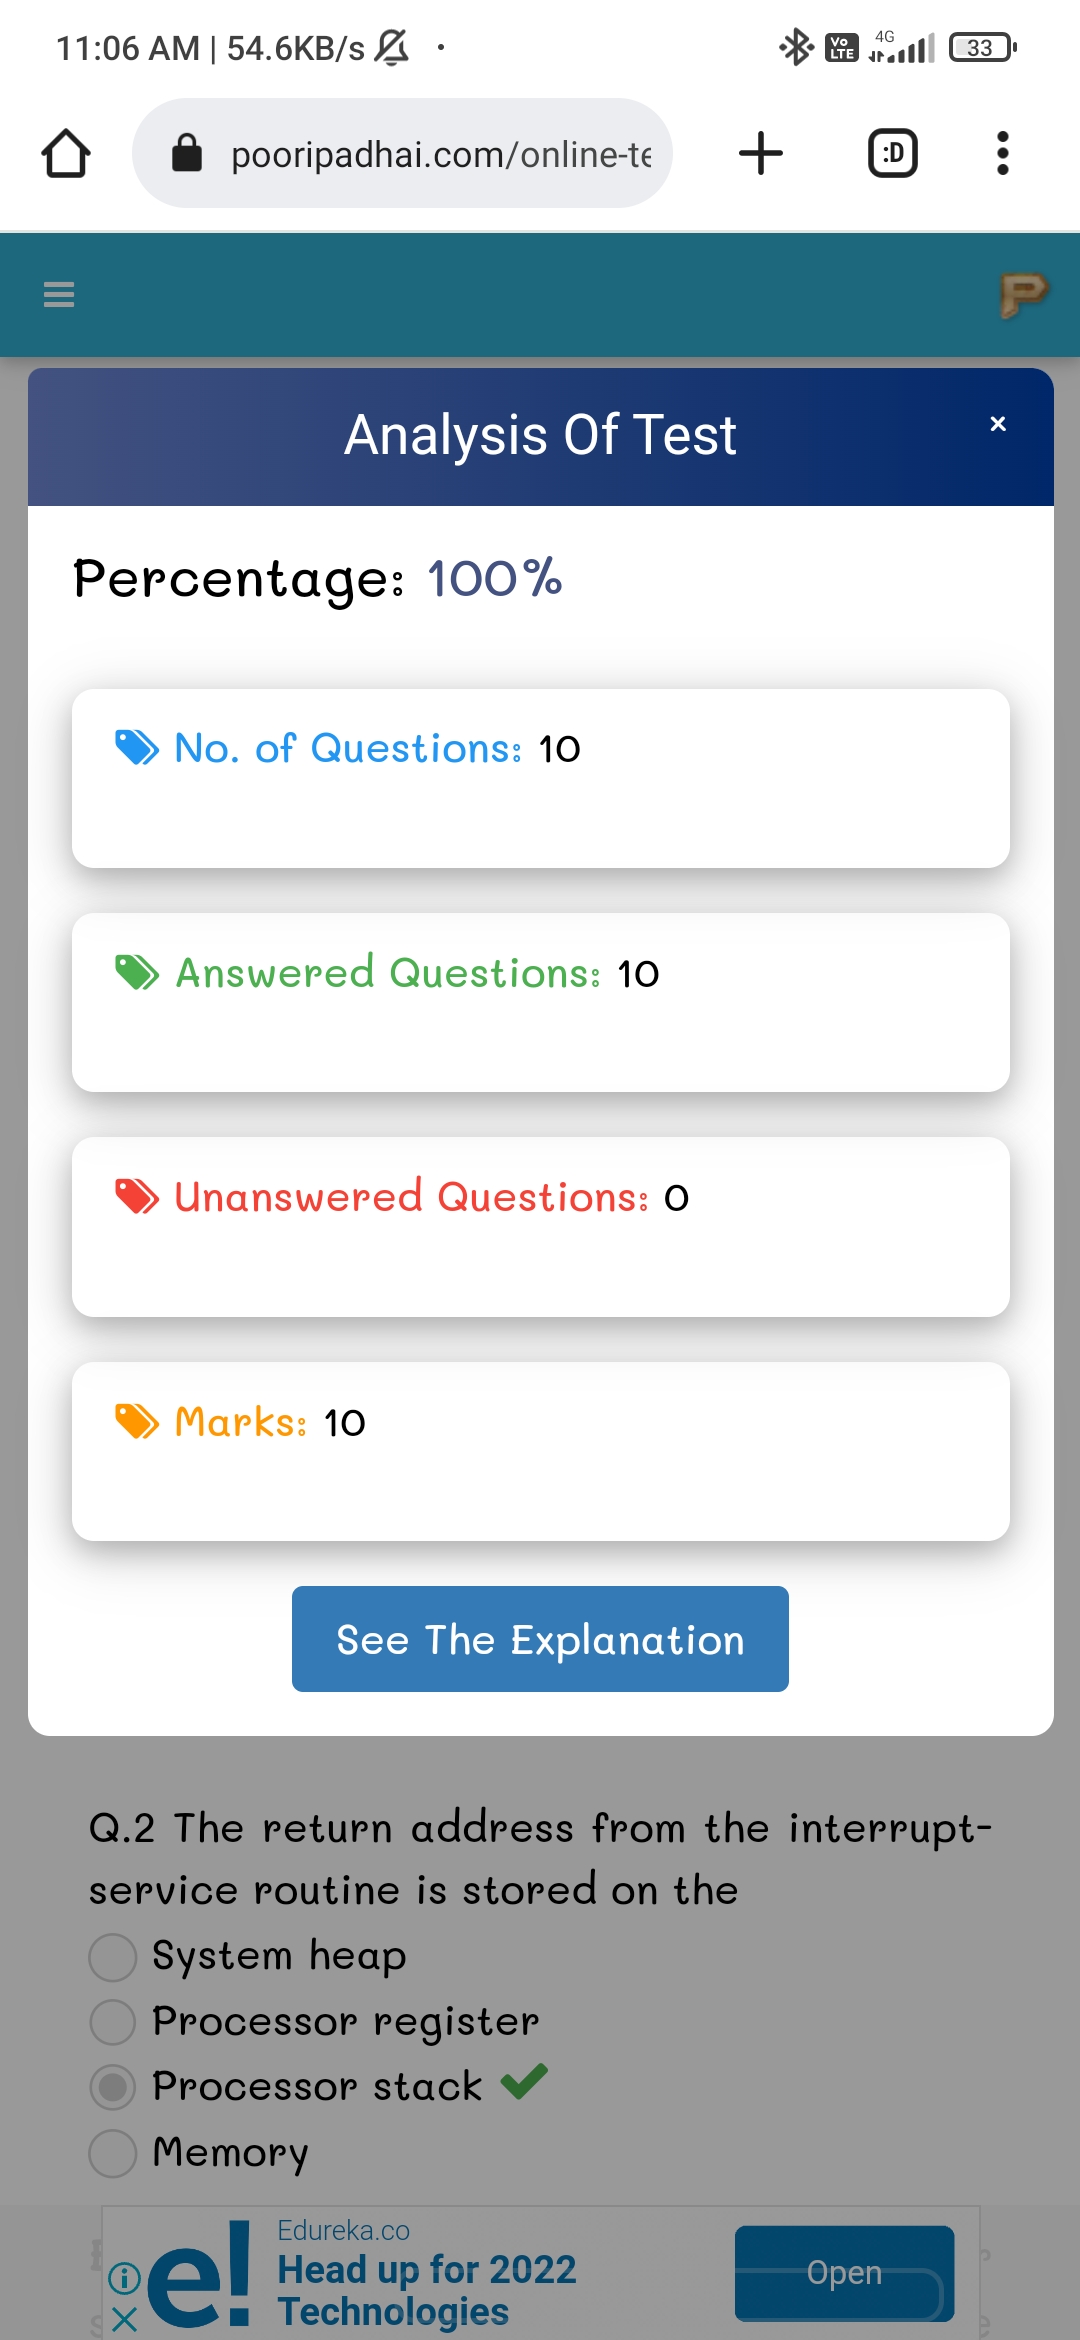 11:06 AM | 54.6KB/s
Vo LTE 4G 33
pooripadhai.com/online-te
:D
P
Analysis Of Test ×
Percentage: 100%
No. of Questions: 10
Answered Questions: 10
Unanswered Questions: 0
Marks: 10
See The Explanation
Q.2 The return address from the interrupt-
service routine is stored on the
System heap
Processor register
Processor stack
Memory
e!
Edureka.co
Head up for 2022
Technologies
Open